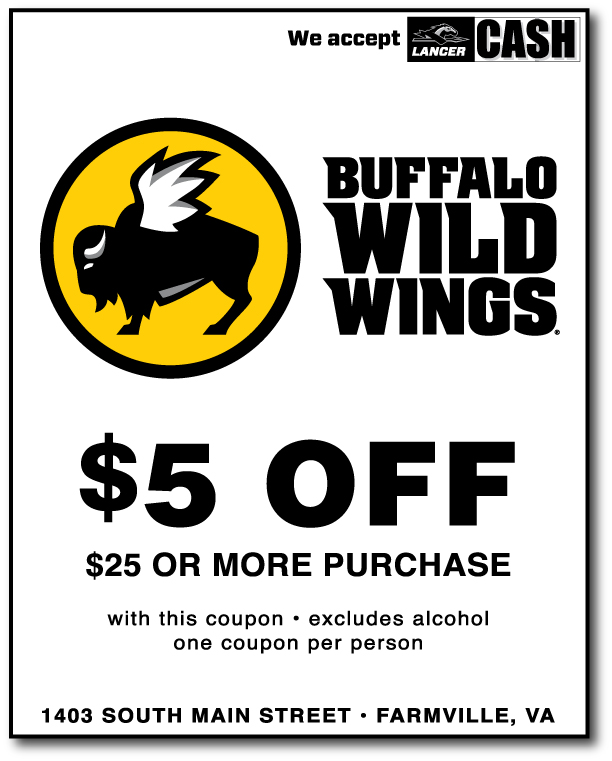 We accept LANCER CASH
BUFFALO
WILD
WINGS®
$5 OFF
$25 OR MORE PURCHASE
with this coupon • excludes alcohol
one coupon per person
1403 SOUTH MAIN STREET • FARMVILLE, VA